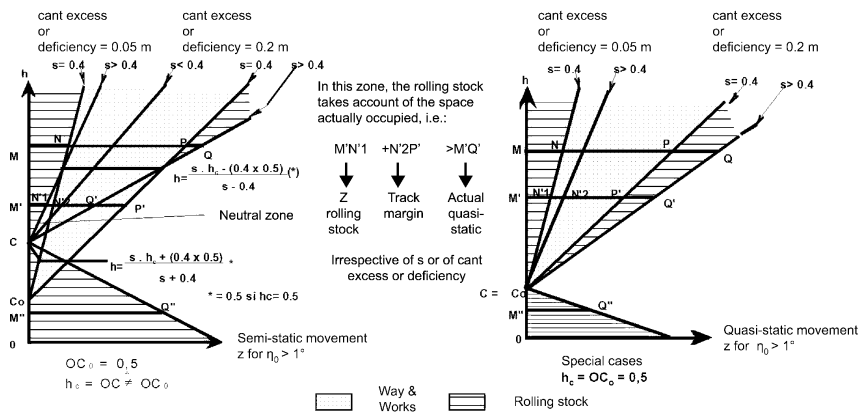 cant excess
or
deficiency = 0.05 m
cant excess
or
deficiency = 0.2 m
s= 0.4
s> 0.4
s< 0.4
s= 0.4
s> 0.4
h
N
P
M
Q
h= s . hc - (0.4 x 0.5) (*)
s - 0.4
N'1
N'2
Q'
M'
P'
Neutral zone
C
h= s . hc + (0.4 x 0.5) *
s + 0.4
Co
* = 0.5 si hc= 0.5
M"
Q"
0
Semi-static movement
z for η0 > 1°
OC0 = 0,5
hc = OC ≠ OC0
In this zone, the rolling stock
takes account of the space
actually occupied, i.e.:
M'N'1 +N'2P' >M'Q'
Z
rolling
stock
Track
margin
Actual
quasi-
static
Irrespective of s or of cant
excess or deficiency
cant excess
or
deficiency = 0.05 m
cant excess
or
deficiency = 0.2 m
s= 0.4
s> 0.4
s= 0.4
s> 0.4
h
N
P
M
Q
N'1
N'2
P'
M'
Q'
C = Co
M"
Q"
0
Quasi-static movement
z for η0 > 1°
Special cases
hc = OCo = 0,5
Way &
Works
Rolling stock